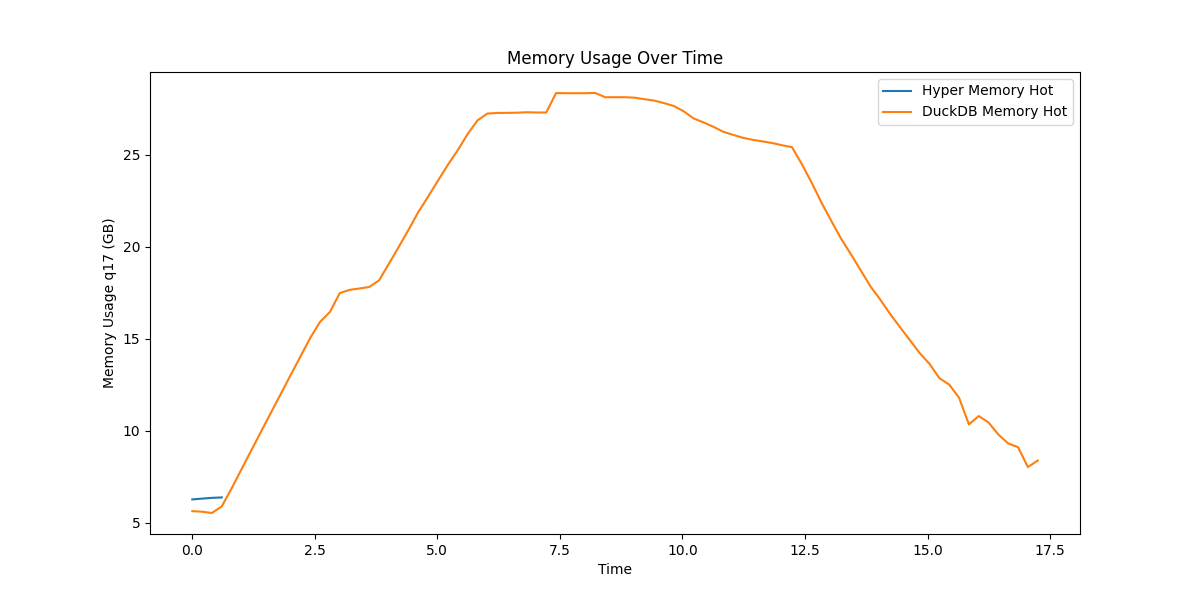 Memory Usage Over Time
Hyper Memory Hot
DuckDB Memory Hot
Memory Usage q17 (GB)
25
20
15
10
5
0.0 2.5 5.0 7.5 10.0 12.5 15.0 17.5
Time